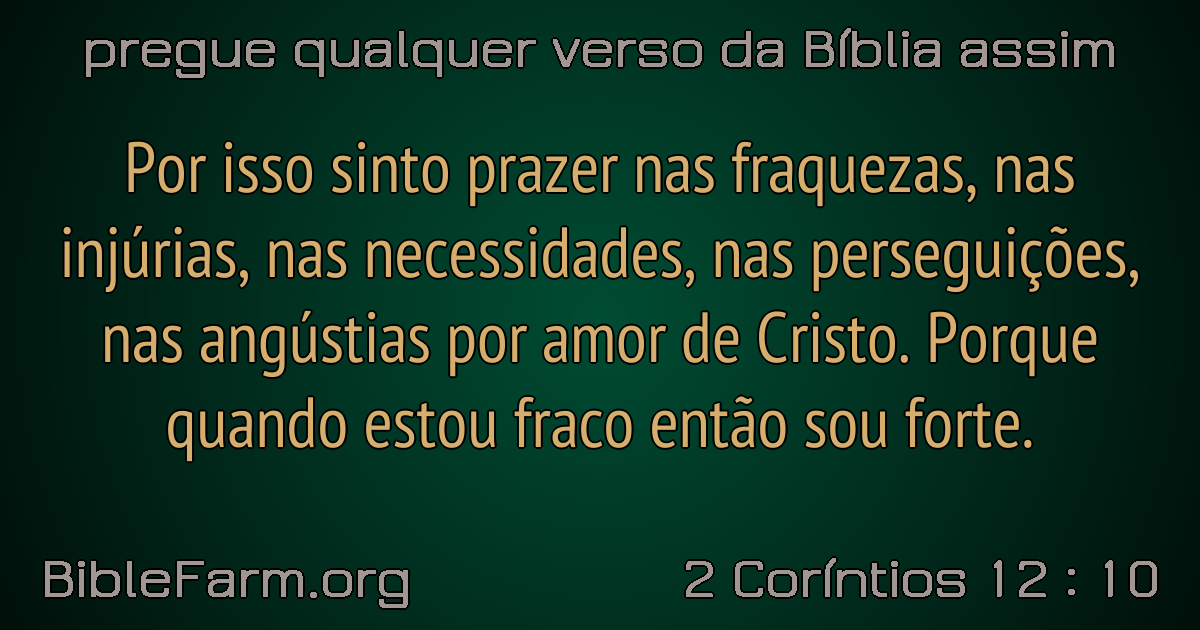 pregue qualquer verso da Bíblia assim
Por isso sinto prazer nas fraquezas, nas
injúrias, nas necessidades, nas perseguições,
nas angústias por amor de Cristo. Porque
quando estou fraco então sou forte.
BibleFarm.org
2 Coríntios 12 : 10